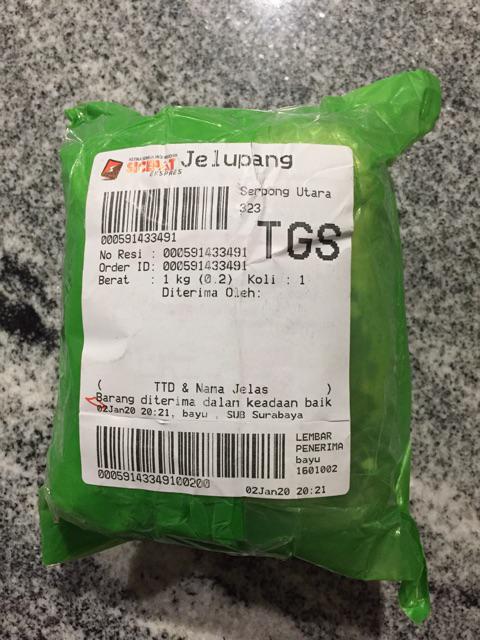 SICEPAT
EKSPRES
Jelupang
Serpong Utara
323
000591433491
TGS
No Resi : 000591433491
Order ID: 000591433491
Berat : 1 kg (0.2) Koli : 1
Diterima Oleh:
( TTD & Nama Jelas )
Barang diterima dalam keadaan baik
02Jan20 20:21, bayu , SUB Surabaya
LEMBAR
PENERIMA
bayu
1601002
00059143349100200
02Jan20 20:21